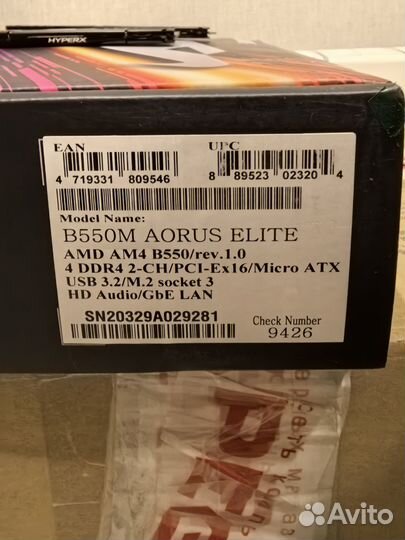 HYPERX
EAN
UPC
4 719331 809546
8 89523 02320 4
Model Name:
B550M AORUS ELITE
AMD AM4 B550/rev.1.0
4 DDR4 2-CH/PCI-Ex16/Micro ATX
USB 3.2/M.2 socket 3
HD Audio/GbE LAN
SN20329A029281
Check Number
9426
Avito